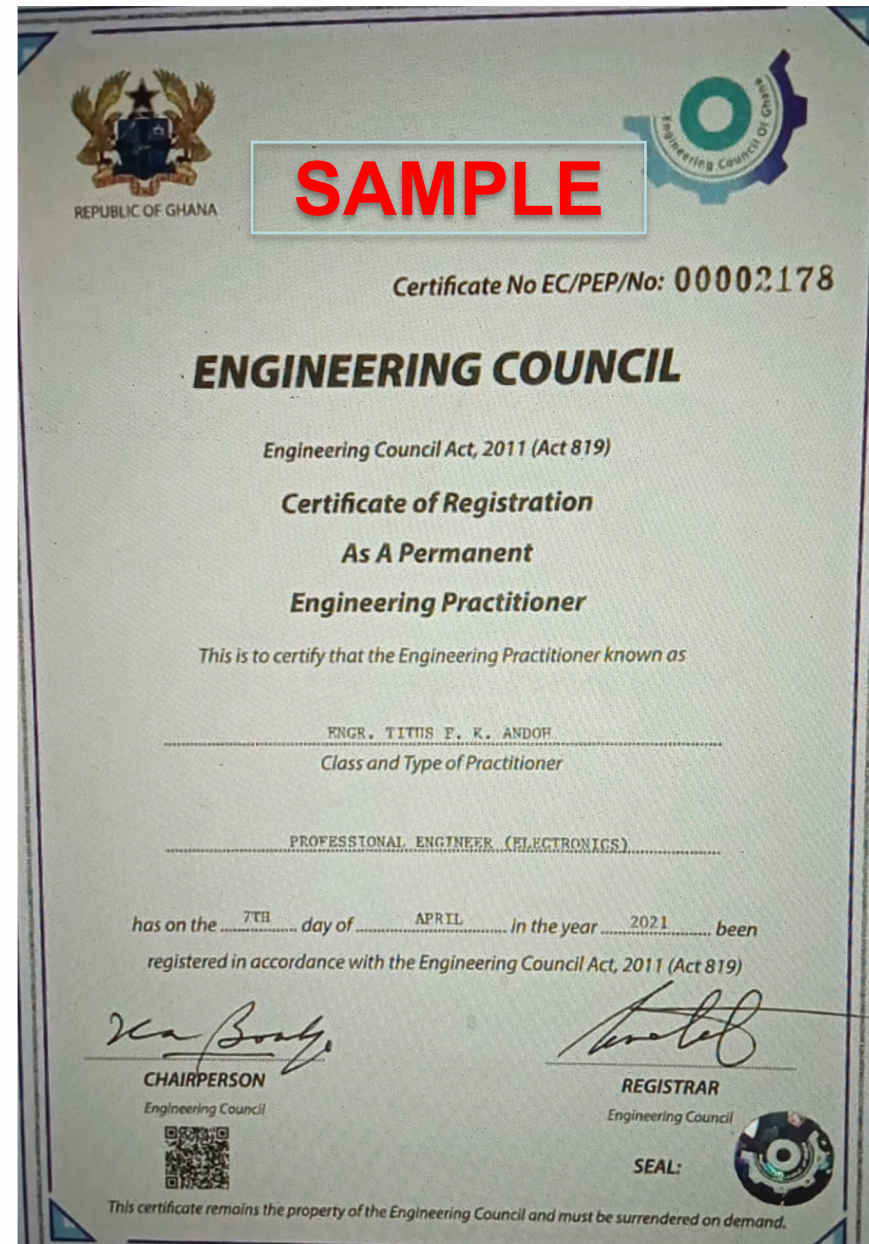 SAMPLE
REPUBLIC OF GHANA
Engineering Council Of Ghana
Certificate No EC/PEP/No: 00002178
ENGINEERING COUNCIL
Engineering Council Act, 2011 (Act 819)
Certificate of Registration
As A Permanent
Engineering Practitioner
This is to certify that the Engineering Practitioner known as
ENGR. TITUS F. K. ANDOH
Class and Type of Practitioner
PROFESSIONAL ENGINEER (ELECTRONICS)
has on the 7TH day of APRIL in the year 2021 been
registered in accordance with the Engineering Council Act, 2011 (Act 819)
CHAIRPERSON
Engineering Council
REGISTRAR
Engineering Council
SEAL:
This certificate remains the property of the Engineering Council and must be surrendered on demand.